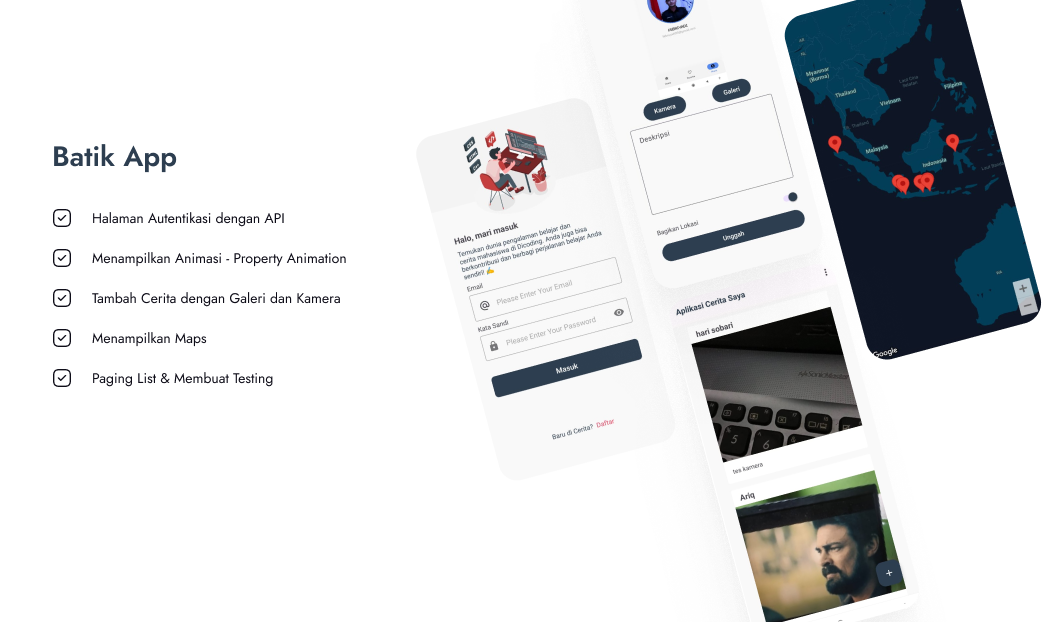 Batik App
Halaman Autentikasi dengan API
Menampilkan Animasi - Property Animation
Tambah Cerita dengan Galeri dan Kamera
Menampilkan Maps
Paging List & Membuat Testing
Halo, mari masuk
Temukan dunia pengalaman belajar dan
cerita mahasiswa di Dicoding. Anda juga bisa
berkontribusi dan berbagi perjalanan belajar Anda
sendiri! ✍️
Email
Please Enter Your Email
Kata Sandi
Please Enter Your Password
Masuk
Baru di Cerita? Daftar
Kamera
Galeri
Deskripsi
Bagikan Lokasi
Unggah
Aplikasi Cerita Saya
hari sobari
5
6
tes kamera
Ariq
+
Myanmar
(Burma)
Thailand
Vietnam
Filipina
Thailand
Malaysia
Indonesia
+
−
Google